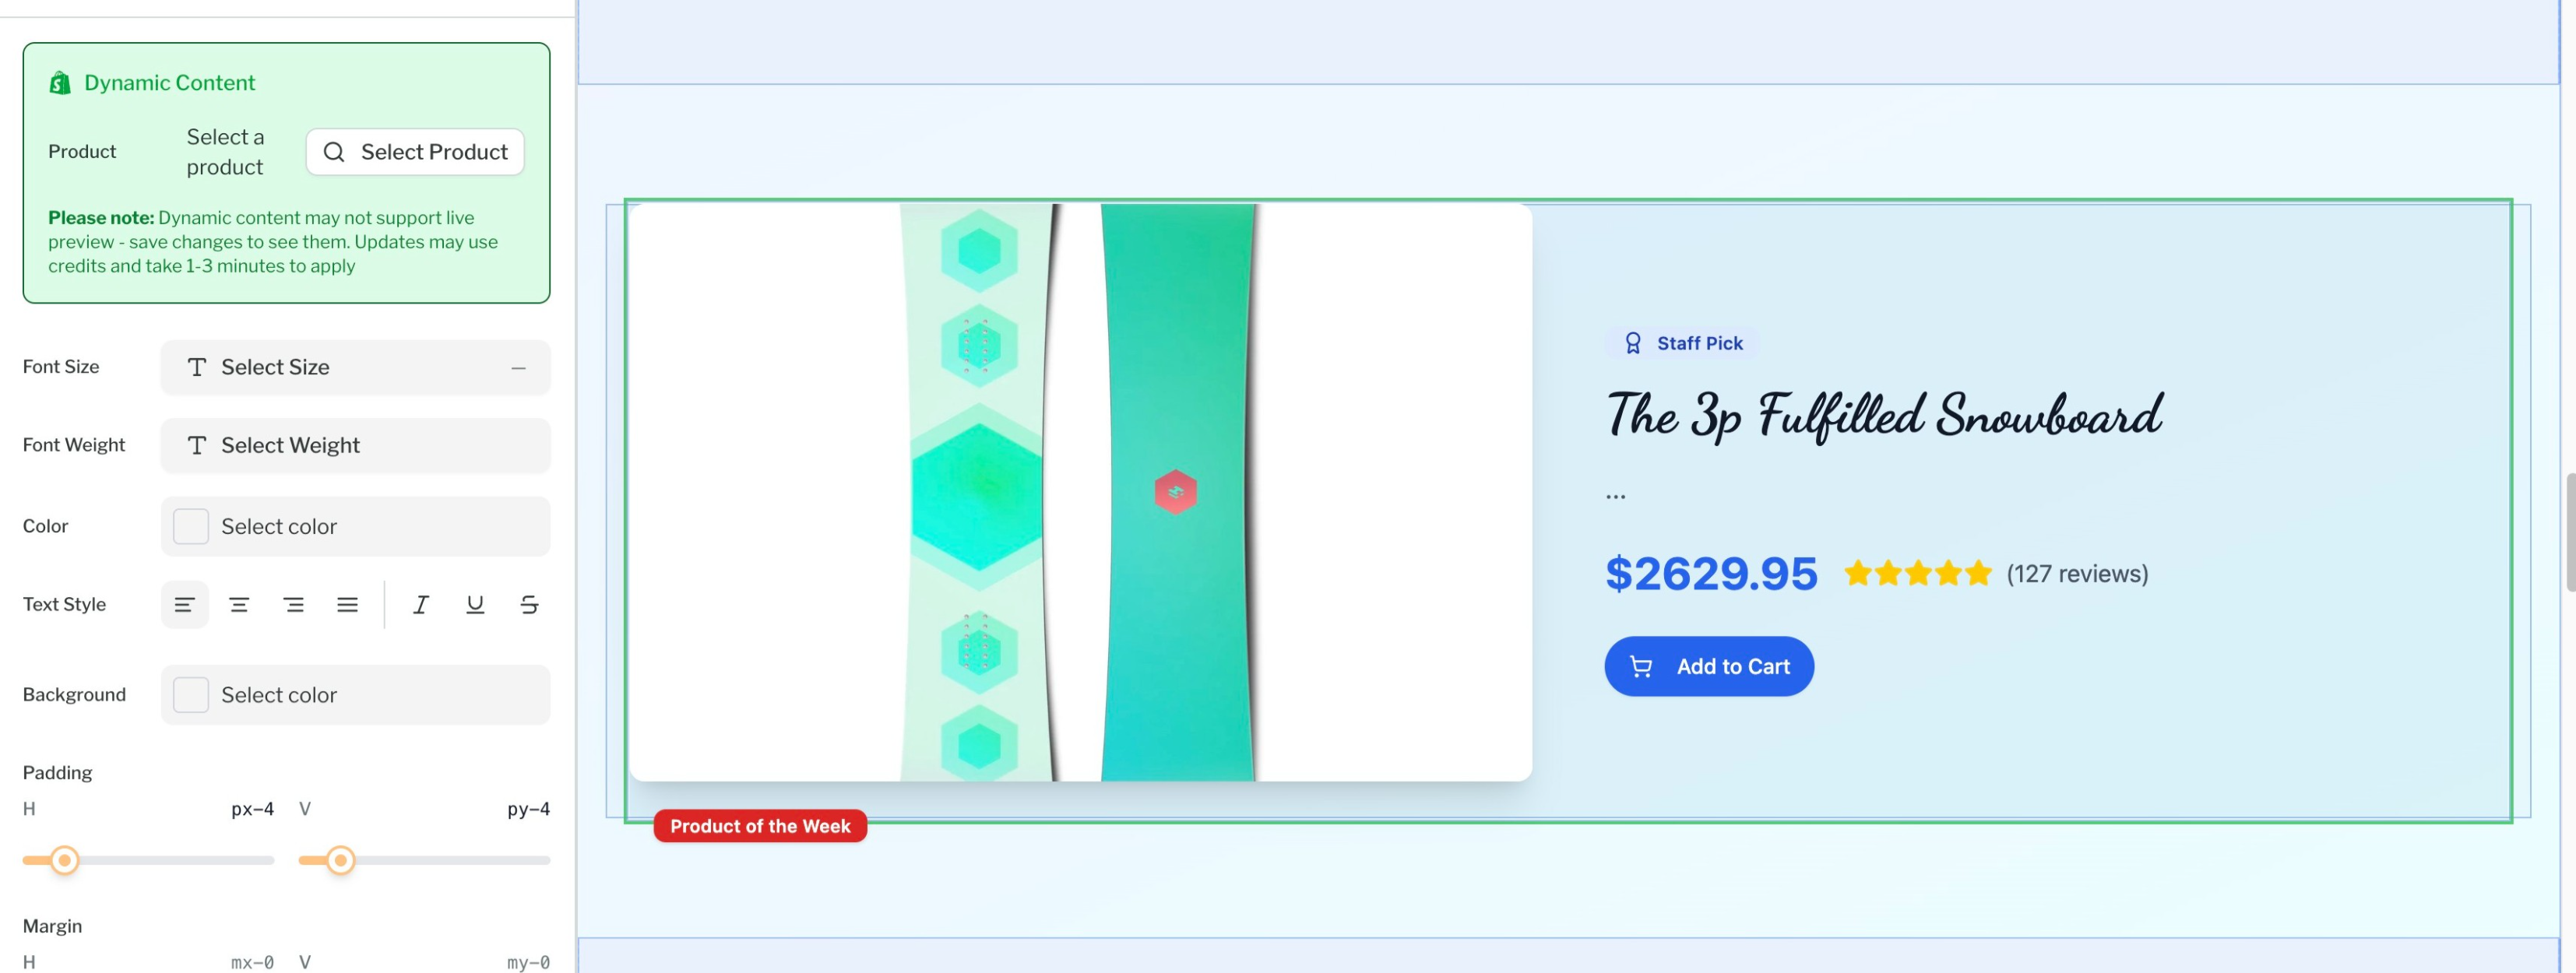 Dynamic Content
Product
Select a
product
Select Product
Please note: Dynamic content may not support live
preview - save changes to see them. Updates may use
credits and take 1-3 minutes to apply
Font Size
Select Size
Font Weight
Select Weight
Color
Select color
Text Style
Background
Select color
Padding
H px-4 V py-4
Margin
H mx-0 V my-0
Staff Pick
The 3p Fulfilled Snowboard
...
$2629.95 (127 reviews)
Add to Cart
Product of the Week